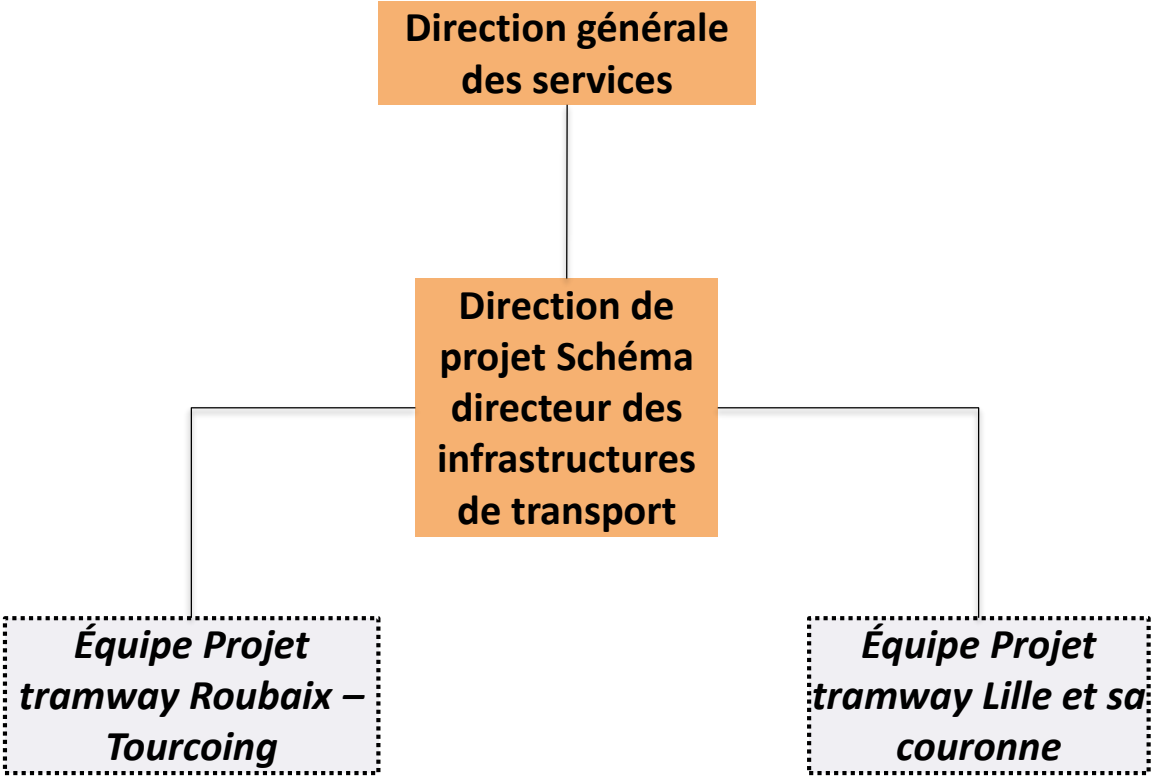 Direction générale
des services
Direction de
projet Schéma
directeur des
infrastructures
de transport
Équipe Projet
tramway Roubaix –
Tourcoing
Équipe Projet
tramway Lille et sa
couronne